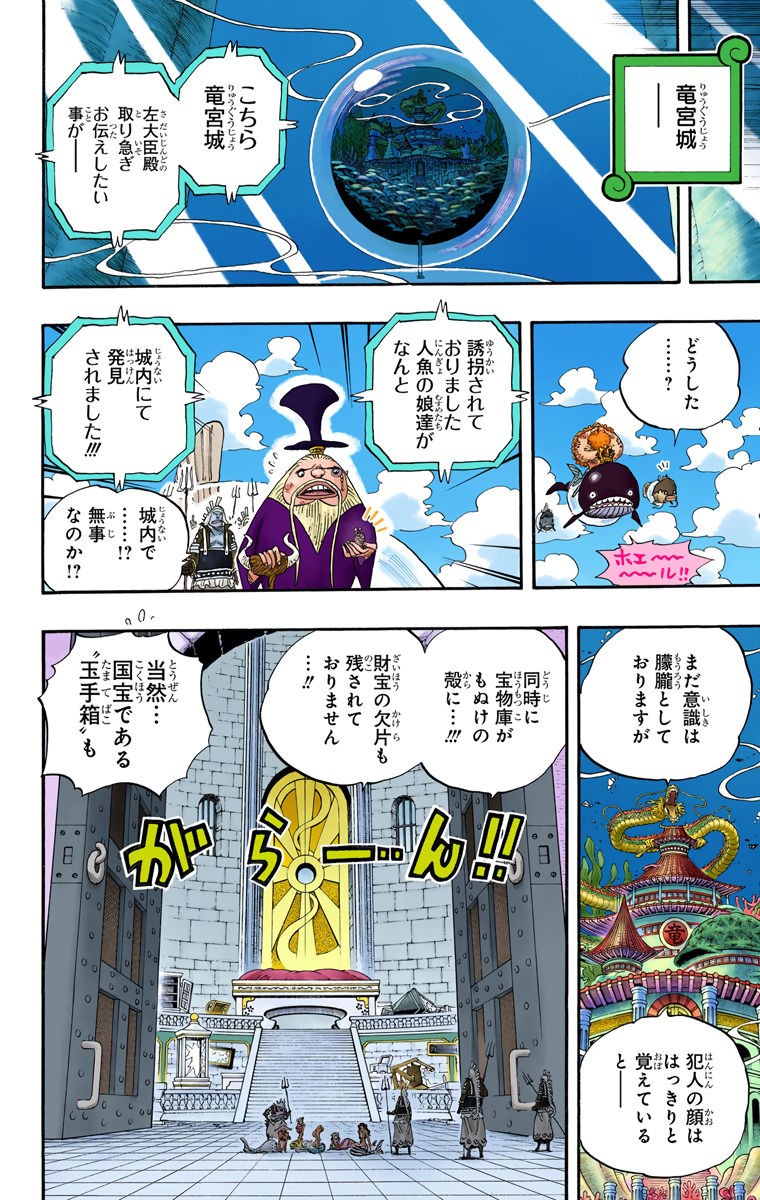 竜宮城
──
こちら
竜宮城
左大臣殿
取り急ぎ
お伝えしたい
事が──
どうした
……?
ホエ〜〜
〜〜ル!!
誘拐されて
おりました
人魚の娘達が
なんと
城内にて
発見
されました!!!
城内で
……!?
無事
なのか!?
まだ意識は
朦朧として
おりますが
竜
犯人の顔は
はっきりと
覚えている
と──
同時に
宝物庫が
もぬけの
殻に…!!!
財宝の欠片も
残されて
おりません
…!!
当然…
国宝である
〝玉手箱〟も
がらーん!!